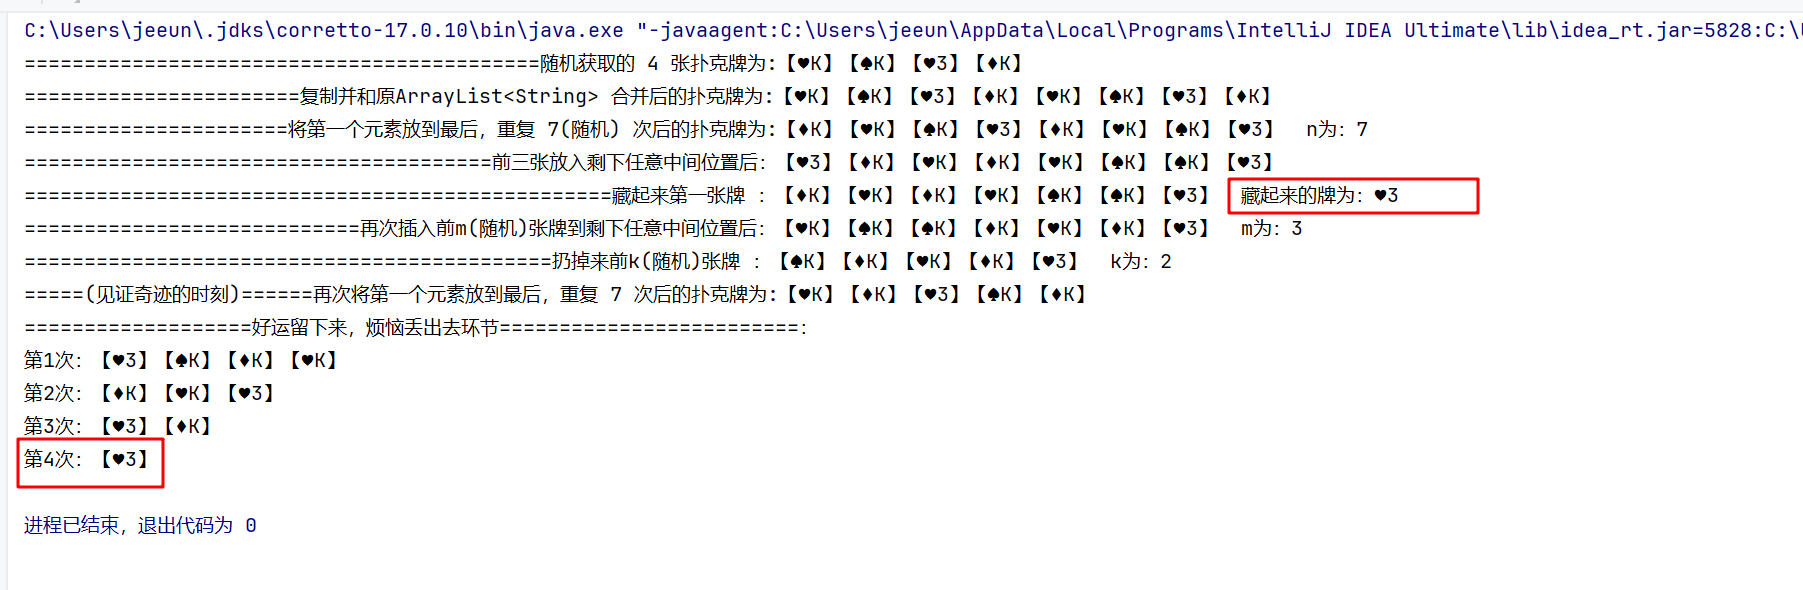 C:\Users\jeeun\.jdks\corretto-17.0.10\bin\java.exe "-javaagent:C:\Users\jeeun\AppData\Local\Programs\IntelliJ IDEA Ultimate\lib\idea_rt.jar=5828:C:\U
===========================================随机获取的 4 张扑克牌为:【♥K】【♠K】【♥3】【♦K】
=======================复制并和原ArrayList<String> 合并后的扑克牌为:【♥K】【♠K】【♥3】【♦K】【♥K】【♠K】【♥3】【♦K】
======================将第一个元素放到最后，重复 7(随机) 次后的扑克牌为:【♦K】【♥K】【♠K】【♥3】【♦K】【♥K】【♠K】【♥3】  n为：7
=======================================前三张放入剩下任意中间位置后：【♥3】【♦K】【♥K】【♦K】【♥K】【♠K】【♠K】【♥3】
=================================================藏起来第一张牌 ：【♦K】【♥K】【♦K】【♥K】【♠K】【♠K】【♥3】  藏起来的牌为：♥3
============================再次插入前m(随机)张牌到剩下任意中间位置后：【♥K】【♠K】【♠K】【♦K】【♥K】【♦K】【♥3】  m为：3
============================================扔掉来前k(随机)张牌 ：【♠K】【♦K】【♥K】【♦K】【♥3】  k为：2
=====(见证奇迹的时刻)======再次将第一个元素放到最后，重复 7 次后的扑克牌为:【♥K】【♦K】【♥3】【♠K】【♦K】
===================好运留下来，烦恼丢出去环节=========================：
第1次：【♥3】【♠K】【♦K】【♥K】
第2次：【♦K】【♥K】【♥3】
第3次：【♥3】【♦K】
第4次：【♥3】
进程已结束，退出代码为 0